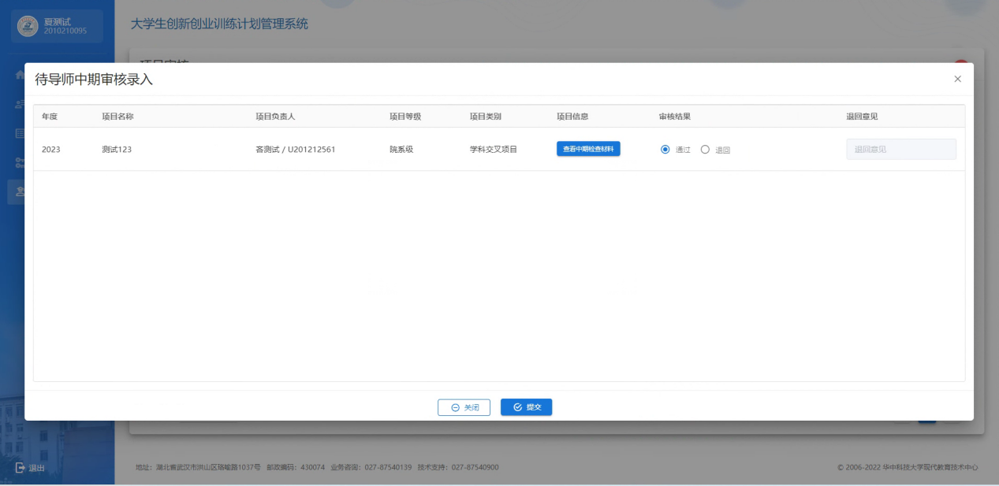 夏测试
2010210095
大学生创新创业训练计划管理系统
待导师中期审核录入
年度 项目名称 项目负责人 项目等级 项目类别 项目信息 审核结果 退回意见
2023 测试123 答测试 / U201212561 院系级 学科交叉项目 查看中期检查材料 通过 退回 退回意见
关闭 提交
退出
地址：湖北省武汉市洪山区珞喻路1037号 邮政编码：430074 业务咨询：027-87540139 技术支持：027-87540900
© 2006-2022 华中科技大学现代教育技术中心